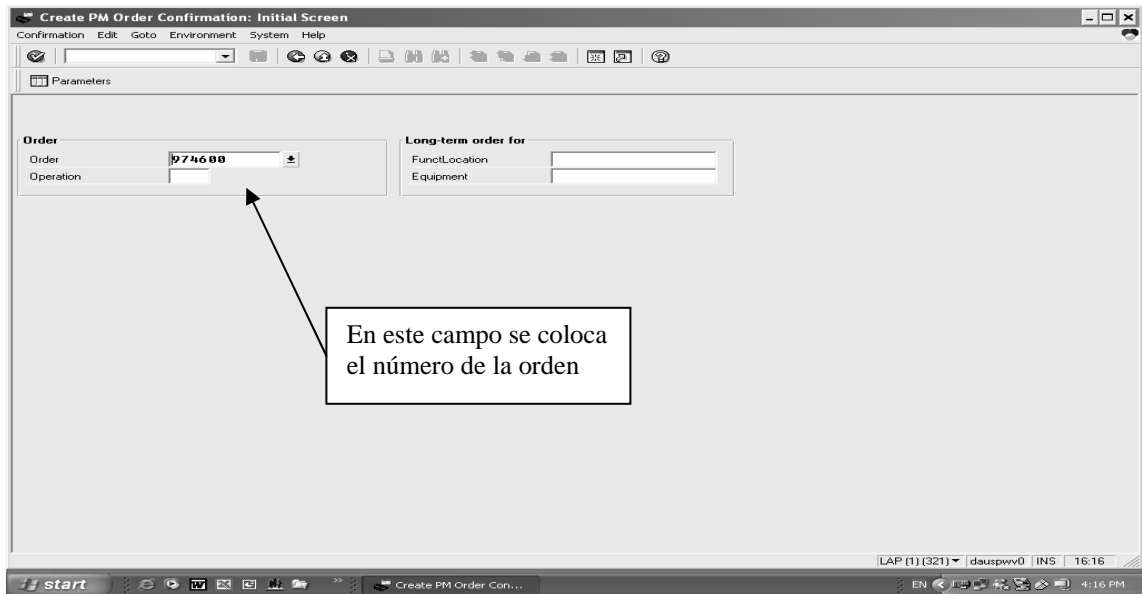 Create PM Order Confirmation: Initial Screen
Confirmation Edit Goto Environment System Help
Parameters
Order
Order 974600
Operation
Long-term order for
FunctLocation
Equipment
En este campo se coloca
el número de la orden
LAP (1) (321) dauspwv0 INS 16:16
start Create PM Order Con... EN 4:16 PM